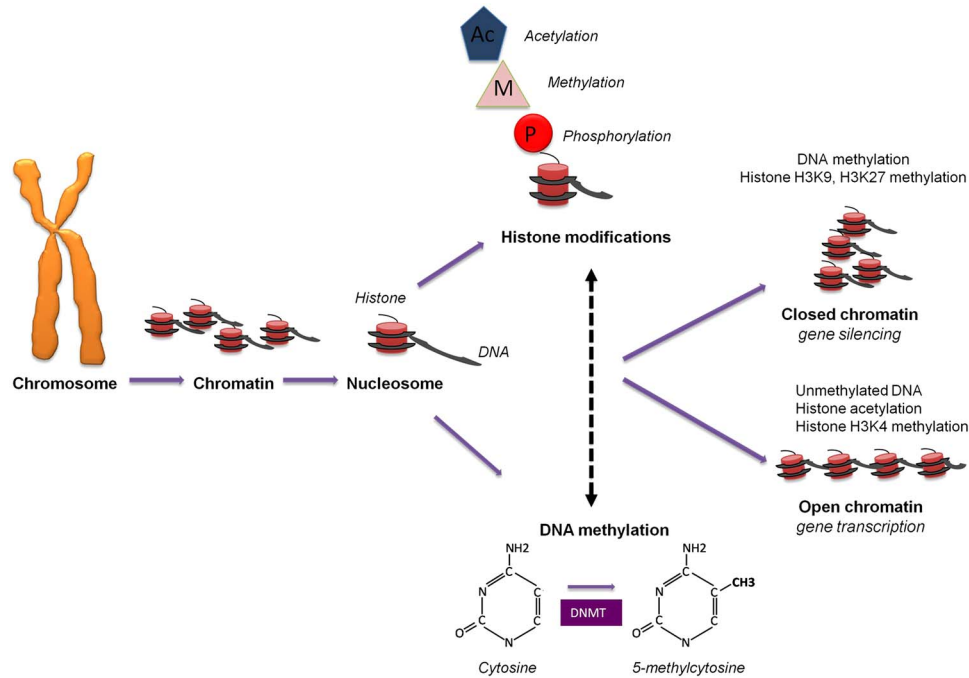 Ac
Acetylation
M
Methylation
P
Phosphorylation
Histone modifications
Histone
DNA
Chromosome
Chromatin
Nucleosome
DNA methylation
Histone H3K9, H3K27 methylation
Closed chromatin
gene silencing
Unmethylated DNA
Histone acetylation
Histone H3K4 methylation
Open chromatin
gene transcription
DNA methylation
NH2
C
N
C
C
C
O
N
Cytosine
DNMT
NH2
C
CH3
N
C
C
C
O
N
5-methylcytosine